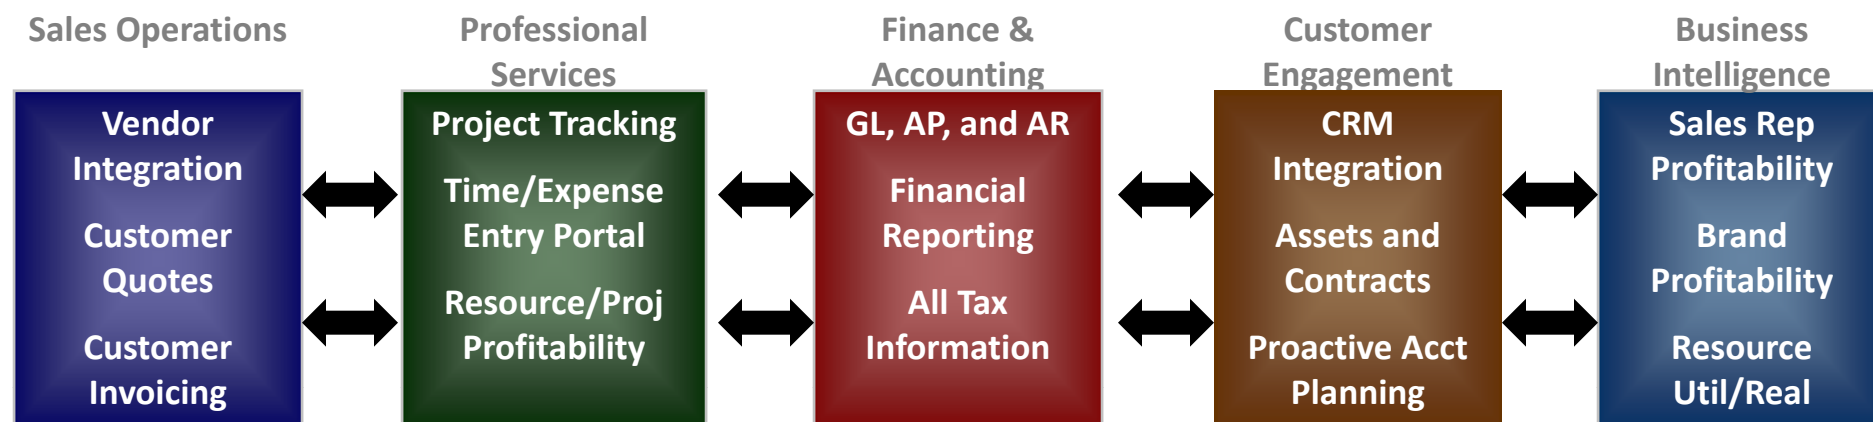 Sales Operations
Vendor
Integration
Customer
Quotes
Customer
Invoicing
Professional
Services
Project Tracking
Time/Expense
Entry Portal
Resource/Proj
Profitability
Finance &
Accounting
GL, AP, and AR
Financial
Reporting
All Tax
Information
Customer
Engagement
CRM
Integration
Assets and
Contracts
Proactive Acct
Planning
Business
Intelligence
Sales Rep
Profitability
Brand
Profitability
Resource
Util/Real